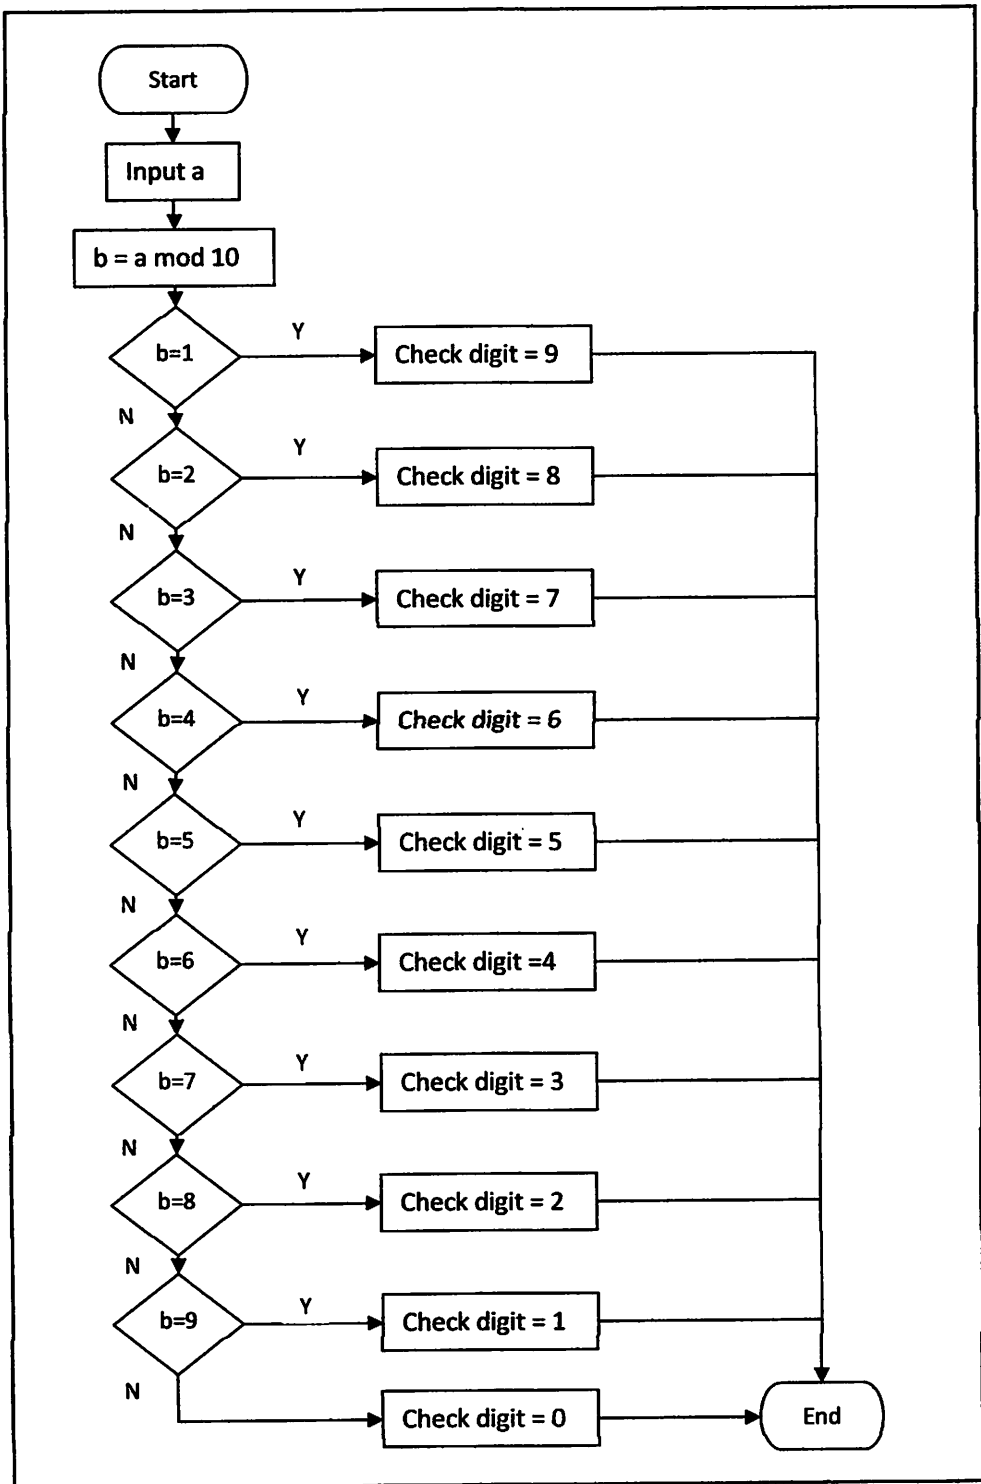 Start
Input a
b = a mod 10
b=1
Y
Check digit = 9
N
b=2
Y
Check digit = 8
N
b=3
Y
Check digit = 7
N
b=4
Y
Check digit = 6
N
b=5
Y
Check digit = 5
N
b=6
Y
Check digit =4
N
b=7
Y
Check digit = 3
N
b=8
Y
Check digit = 2
N
b=9
Y
Check digit = 1
N
Check digit = 0
End